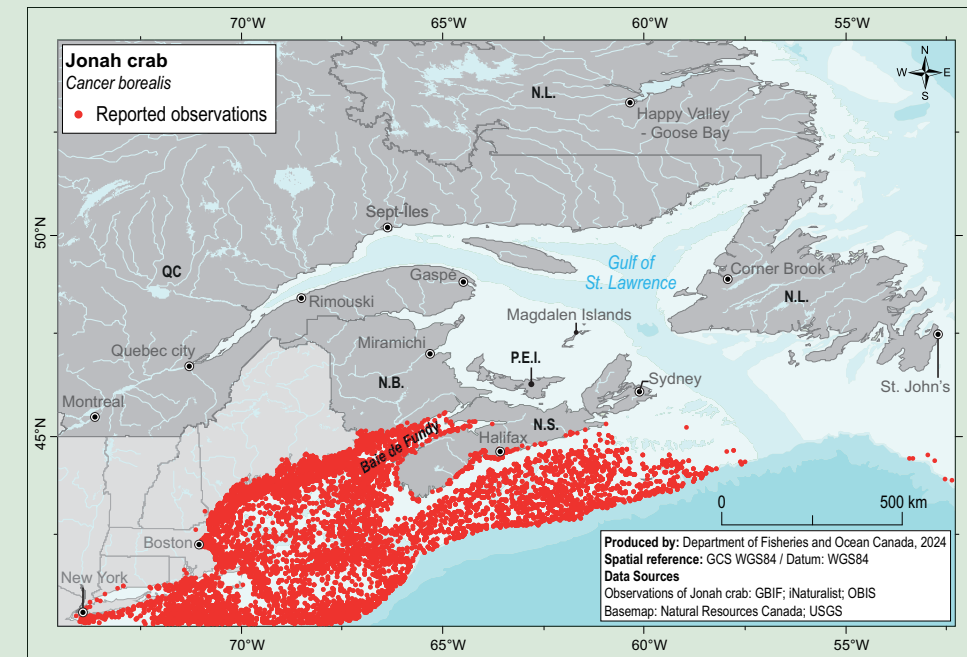 70°W 65°W 60°W 55°W
Jonah crab
Cancer borealis
Reported observations
N
W E
S
N.L.
Happy Valley
- Goose Bay
Sept-Îles
50°N
QC
Gulf of
St. Lawrence
Gaspé
Corner Brook
Rimouski
N.L.
Magdalen Islands
Miramichi
Quebec city
P.E.I.
N.B.
Sydney
St. John's
Montreal
45°N
N.S.
Baie de Fundy
Halifax
0 500 km
Boston
New York
Produced by: Department of Fisheries and Ocean Canada, 2024
Spatial reference: GCS WGS84 / Datum: WGS84
Data Sources
Observations of Jonah crab: GBIF; iNaturalist; OBIS
Basemap: Natural Resources Canada; USGS
70°W 65°W 60°W 55°W